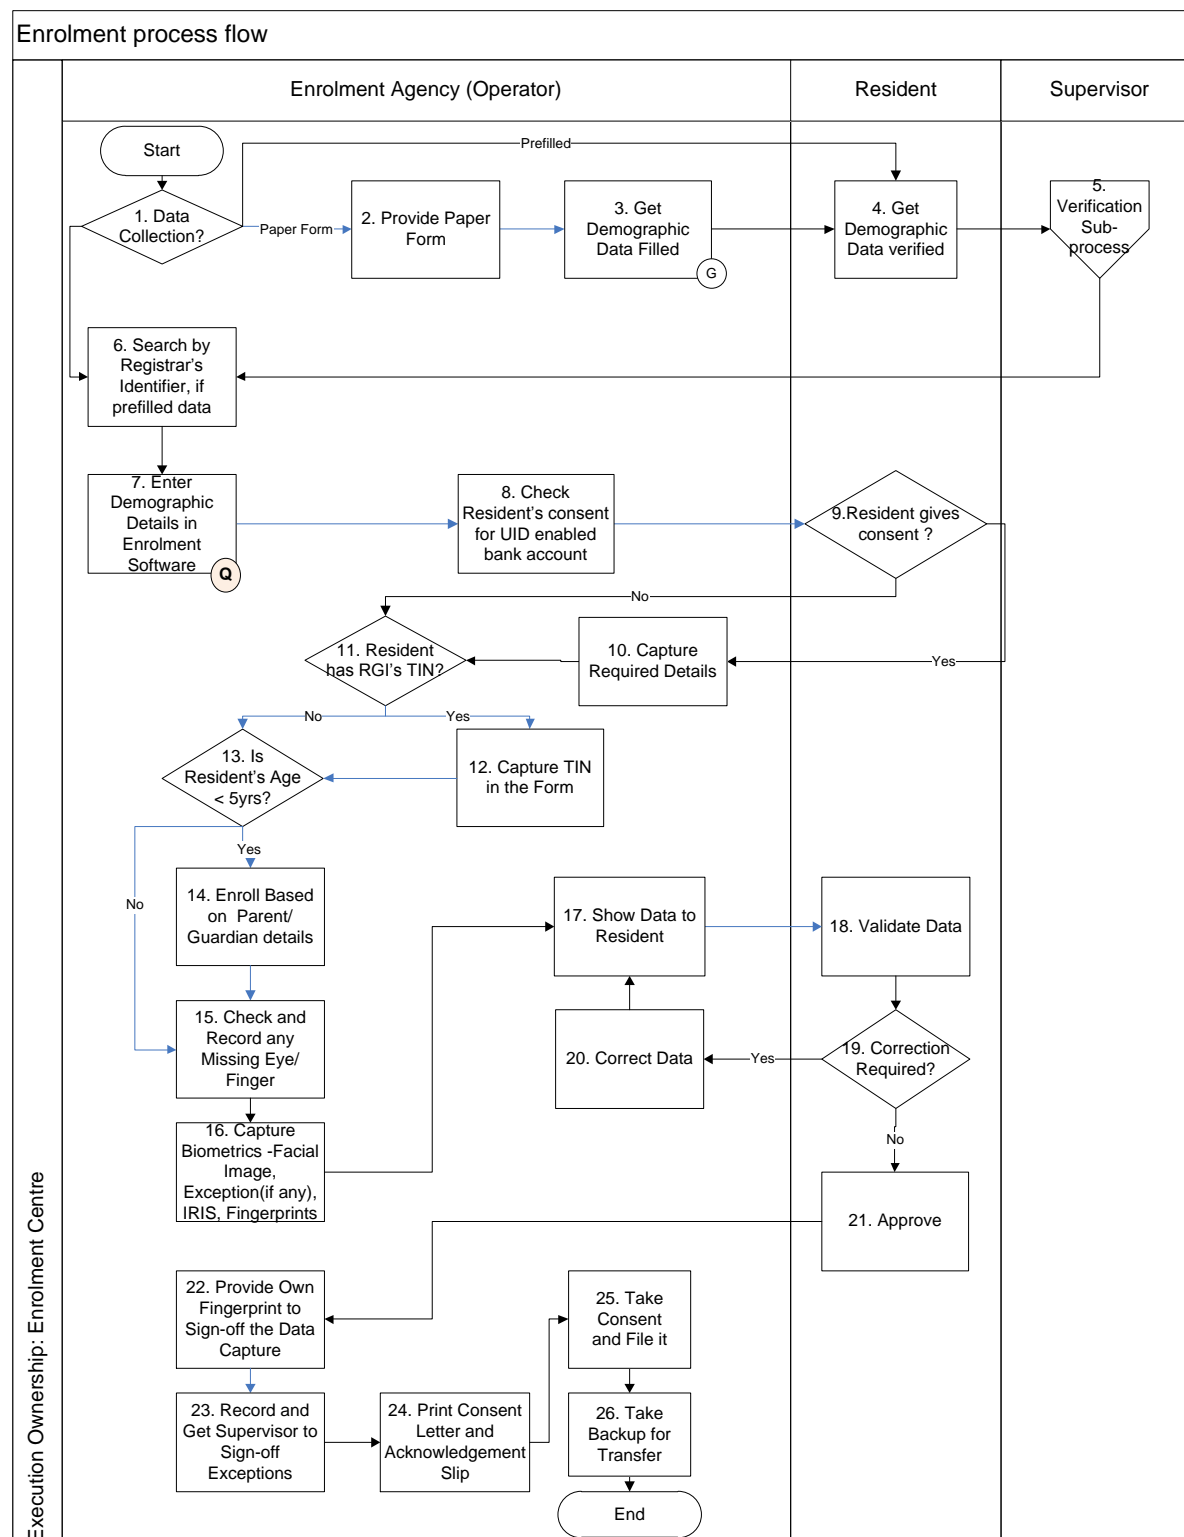 Enrolment process flow
Enrolment Agency (Operator)
Resident
Supervisor
Execution Ownership: Enrolment Centre
Start
Prefilled
1. Data
Collection?
Paper Form
2. Provide Paper
Form
3. Get
Demographic
Data Filled
G
4. Get
Demographic
Data verified
5.
Verification
Sub-
process
6. Search by
Registrar's
Identifier, if
prefilled data
7. Enter
Demographic
Details in
Enrolment
Software
Q
8. Check
Resident's consent
for UID enabled
bank account
9.Resident gives
consent ?
No
Yes
10. Capture
Required Details
11. Resident
has RGI's TIN?
No
Yes
12. Capture TIN
in the Form
13. Is
Resident's Age
< 5yrs?
Yes
No
14. Enroll Based
on Parent/
Guardian details
15. Check and
Record any
Missing Eye/
Finger
16. Capture
Biometrics -Facial
Image,
Exception(if any),
IRIS, Fingerprints
17. Show Data to
Resident
18. Validate Data
19. Correction
Required?
Yes
20. Correct Data
No
21. Approve
22. Provide Own
Fingerprint to
Sign-off the Data
Capture
23. Record and
Get Supervisor to
Sign-off
Exceptions
24. Print Consent
Letter and
Acknowledgement
Slip
25. Take
Consent
and File it
26. Take
Backup for
Transfer
End